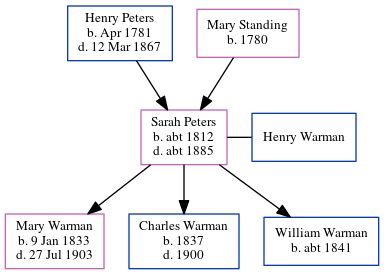 Henry Peters
b. Apr 1781
d. 12 Mar 1867
Mary Standing
b. 1780
Sarah Peters
b. abt 1812
d. abt 1885
Henry Warman
Mary Warman
b. 9 Jan 1833
d. 27 Jul 1903
Charles Warman
b. 1837
d. 1900
William Warman
b. abt 1841